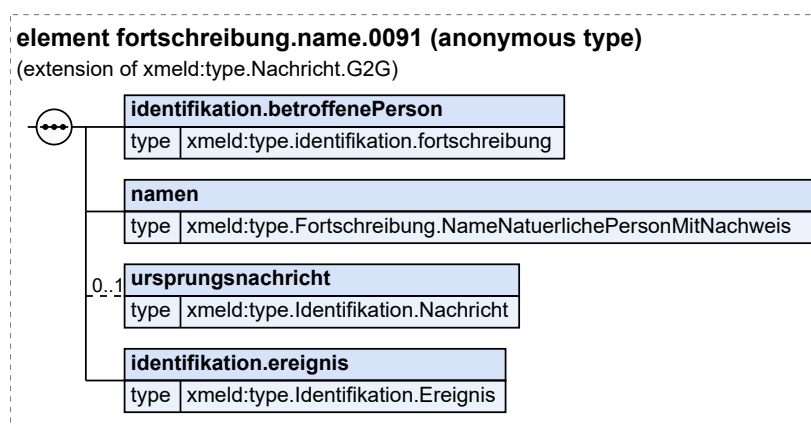 element fortschreibung.name.0091 (anonymous type)
(extension of xmeld:type.Nachricht.G2G)
identifikation.betroffenePerson
type xmeld:type.identifikation.fortschreibung
namen
type xmeld:type.Fortschreibung.NameNatuerlichePersonMitNachweis
0..1 ursprungsnachricht
type xmeld:type.Identifikation.Nachricht
identifikation.ereignis
type xmeld:type.Identifikation.Ereignis